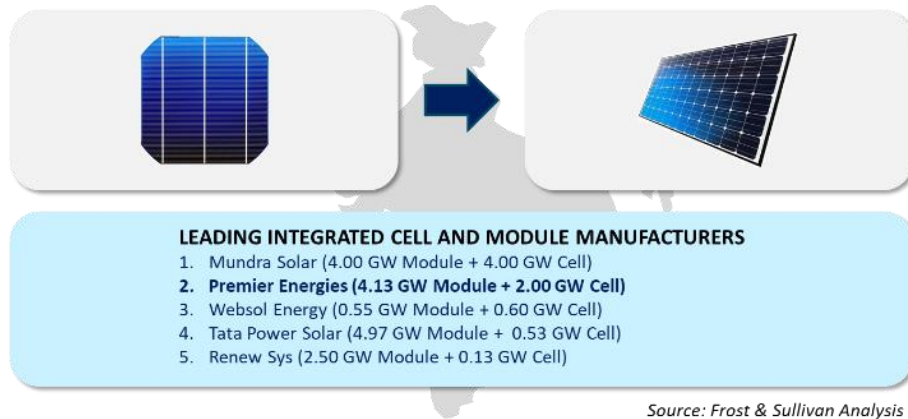 LEADING INTEGRATED CELL AND MODULE MANUFACTURERS
1. Mundra Solar (4.00 GW Module + 4.00 GW Cell)
2. Premier Energies (4.13 GW Module + 2.00 GW Cell)
3. Websol Energy (0.55 GW Module + 0.60 GW Cell)
4. Tata Power Solar (4.97 GW Module + 0.53 GW Cell)
5. Renew Sys (2.50 GW Module + 0.13 GW Cell)
Source: Frost & Sullivan Analysis